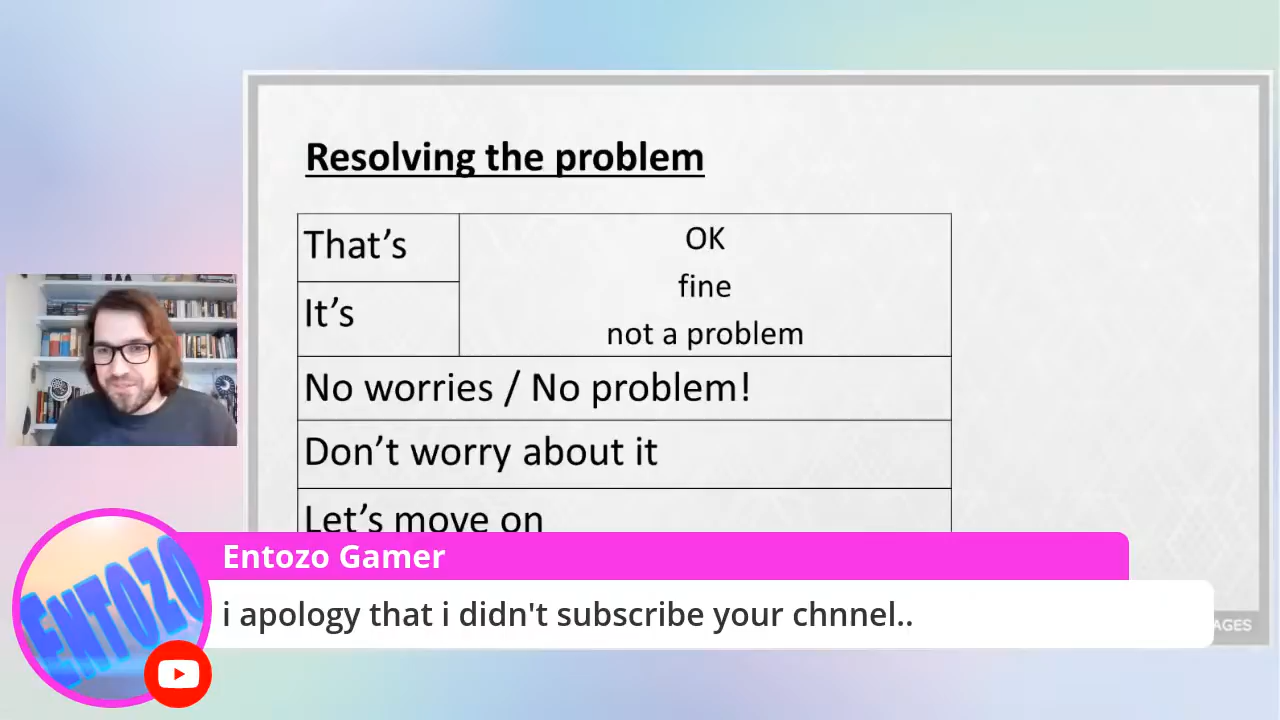 Resolving the problem
That's
OK
fine
It's
not a problem
No worries / No problem!
Don't worry about it
Let's move on
Entozo Gamer
i apology that i didn't subscribe your chnnel..
AGES
ENTOZO